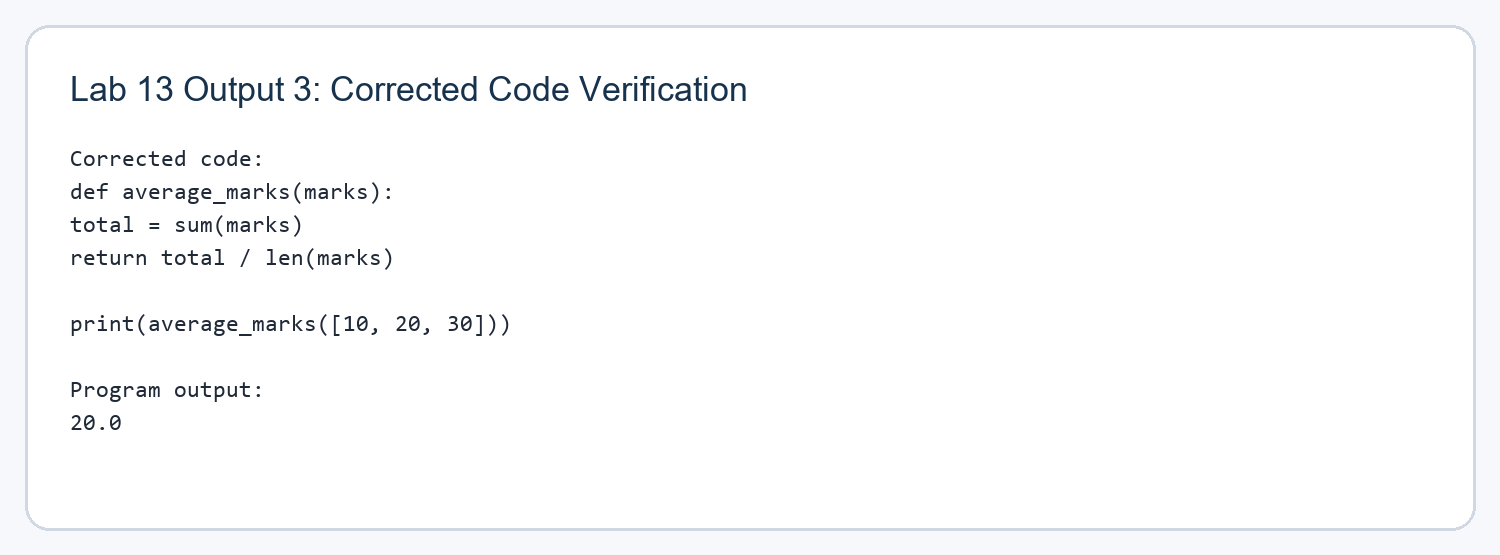 Lab 13 Output 3: Corrected Code Verification
Corrected code:
def average_marks(marks):
total = sum(marks)
return total / len(marks)
print(average_marks([10, 20, 30]))
Program output:
20.0